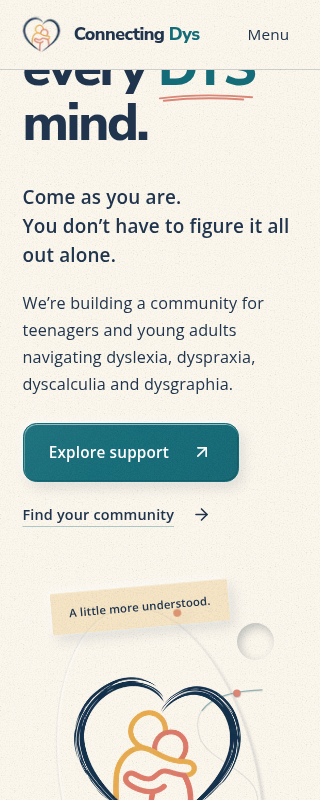 Connecting Dys
Menu
every DYS
mind.
Come as you are.
You don’t have to figure it all
out alone.
We’re building a community for
teenagers and young adults
navigating dyslexia, dyspraxia,
dyscalculia and dysgraphia.
Explore support
Find your community
A little more understood.